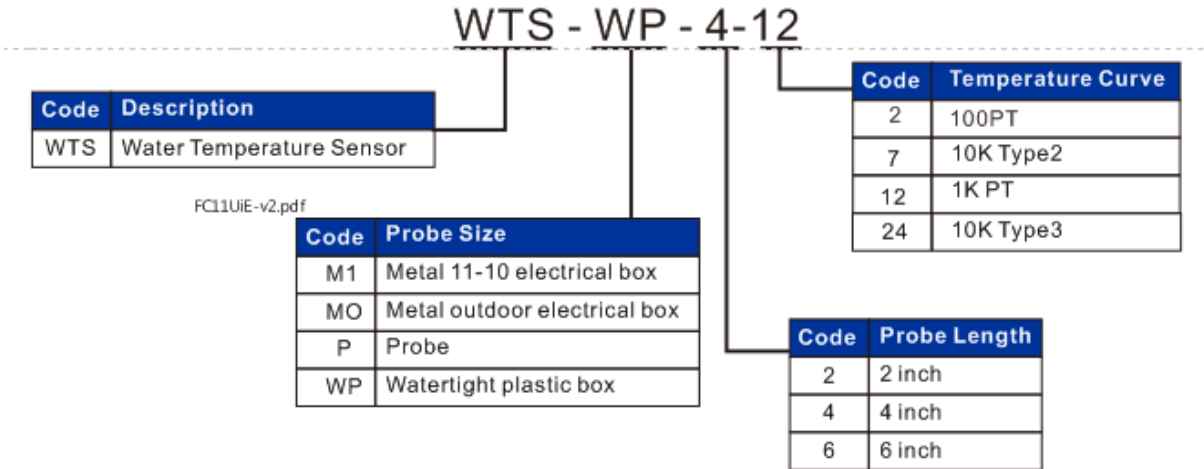 WTS - WP - 4-12
Code Description
WTS Water Temperature Sensor
FC11UiE-v2.pdf
Code Probe Size
M1 Metal 11-10 electrical box
MO Metal outdoor electrical box
P Probe
WP Watertight plastic box
Code Temperature Curve
2 100PT
7 10K Type2
12 1K PT
24 10K Type3
Code Probe Length
2 2 inch
4 4 inch
6 6 inch